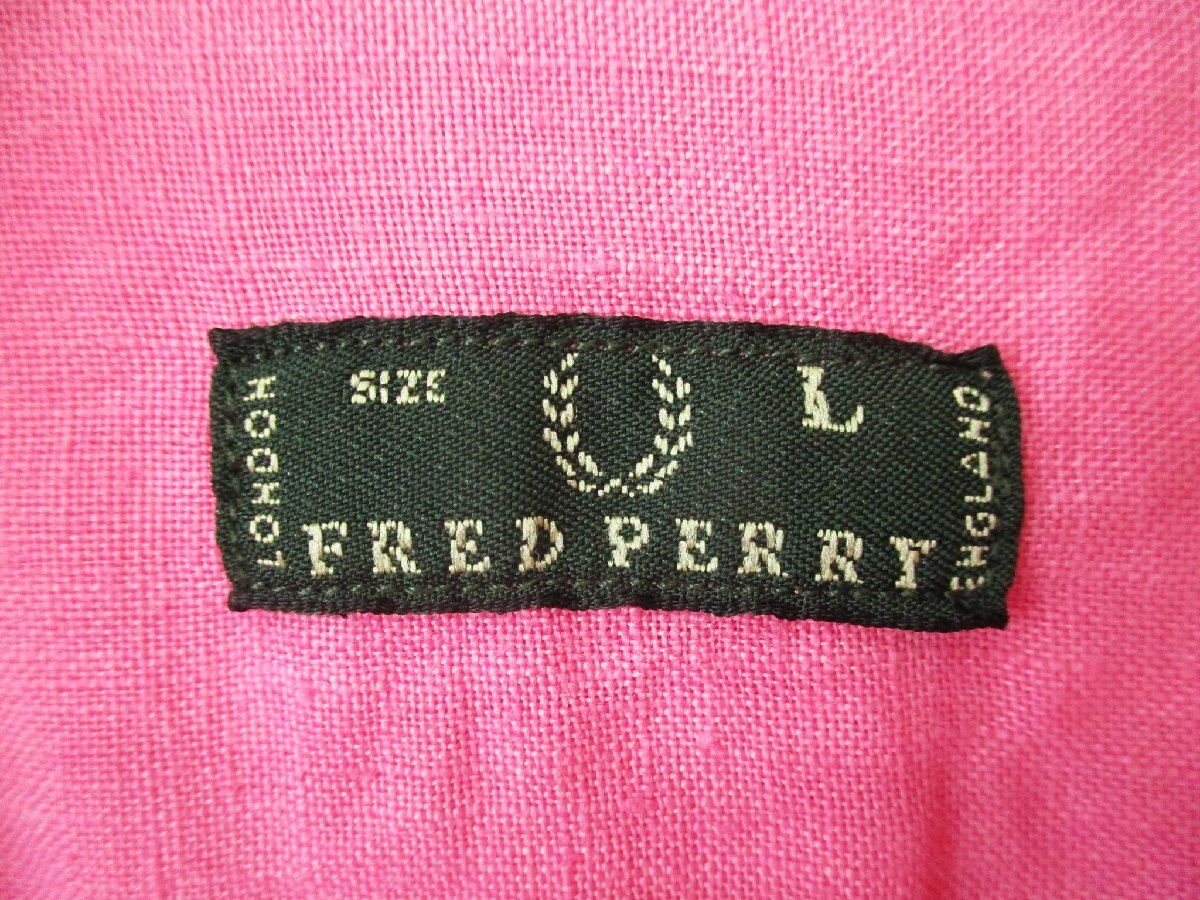 LONDON
SIZE L
FRED PERRY
ENGLAND.